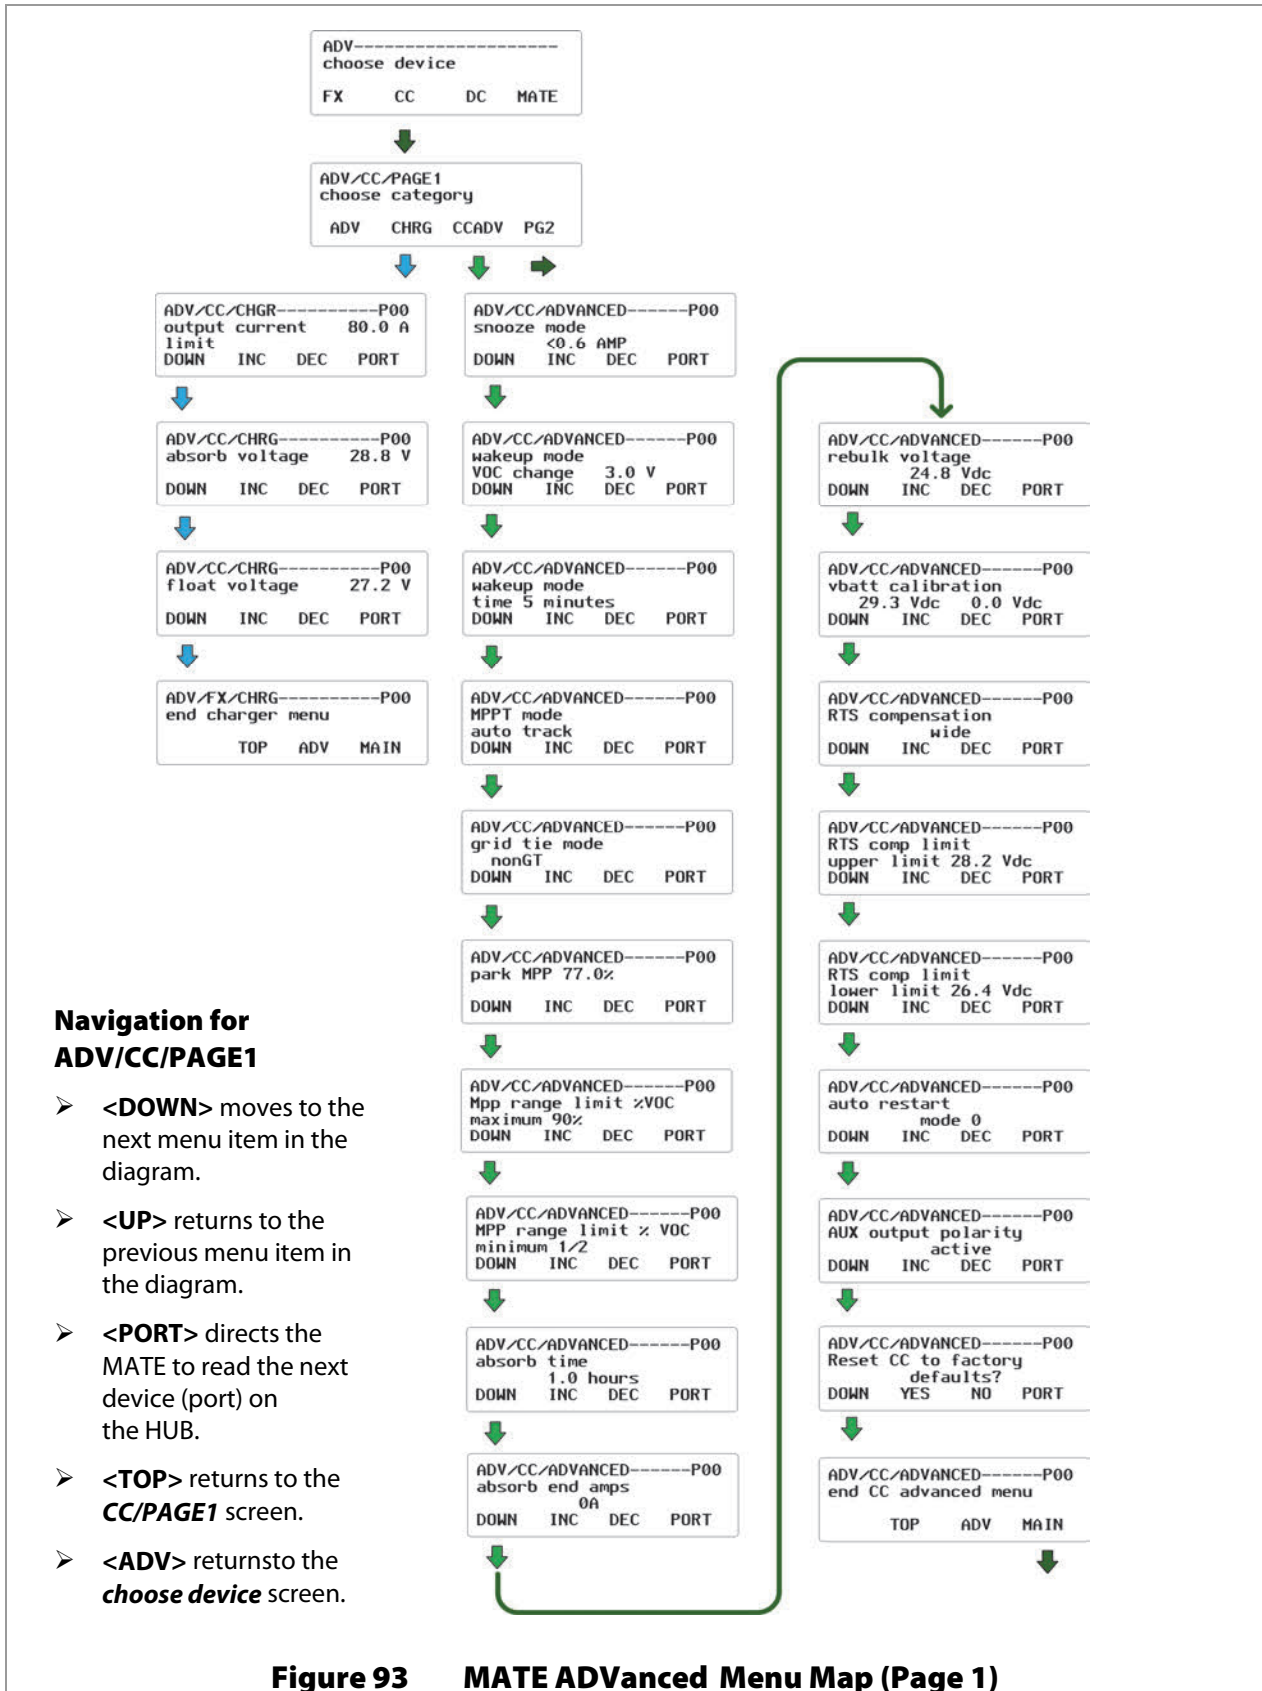 ADV----------------------
choose device
FX CC DC MATE
ADV/CC/PAGE1
choose category
ADV CHRG CCADV PG2
ADV/CC/CHGR-----------P00
output current 80.0 A
limit
DOWN INC DEC PORT
ADV/CC/CHRG-----------P00
absorb voltage 28.8 V
DOWN INC DEC PORT
ADV/CC/CHRG-----------P00
float voltage 27.2 V
DOWN INC DEC PORT
ADV/FX/CHRG-----------P00
end charger menu
TOP ADV MAIN
ADV/CC/ADVANCED------P00
snooze mode
<0.6 AMP
DOWN INC DEC PORT
ADV/CC/ADVANCED------P00
wakeup mode
VOC change 3.0 V
DOWN INC DEC PORT
ADV/CC/ADVANCED------P00
wakeup mode
time 5 minutes
DOWN INC DEC PORT
ADV/CC/ADVANCED------P00
MPPT mode
auto track
DOWN INC DEC PORT
ADV/CC/ADVANCED------P00
grid tie mode
nonGT
DOWN INC DEC PORT
ADV/CC/ADVANCED------P00
park MPP 77.0%
DOWN INC DEC PORT
ADV/CC/ADVANCED------P00
Mpp range limit %VOC
maximum 90%
DOWN INC DEC PORT
ADV/CC/ADVANCED------P00
MPP range limit % VOC
minimum 1/2
DOWN INC DEC PORT
ADV/CC/ADVANCED------P00
absorb time
1.0 hours
DOWN INC DEC PORT
ADV/CC/ADVANCED------P00
absorb end amps
0A
DOWN INC DEC PORT
ADV/CC/ADVANCED------P00
rebulk voltage
24.8 Vdc
DOWN INC DEC PORT
ADV/CC/ADVANCED------P00
vbatt calibration
29.3 Vdc 0.0 Vdc
DOWN INC DEC PORT
ADV/CC/ADVANCED------P00
RTS compensation
wide
DOWN INC DEC PORT
ADV/CC/ADVANCED------P00
RTS comp limit
upper limit 28.2 Vdc
DOWN INC DEC PORT
ADV/CC/ADVANCED------P00
RTS comp limit
lower limit 26.4 Vdc
DOWN INC DEC PORT
ADV/CC/ADVANCED------P00
auto restart
mode 0
DOWN INC DEC PORT
ADV/CC/ADVANCED------P00
AUX output polarity
active
DOWN INC DEC PORT
ADV/CC/ADVANCED------P00
Reset CC to factory
defaults?
DOWN YES NO PORT
ADV/CC/ADVANCED------P00
end CC advanced menu
TOP ADV MAIN
Navigation for
ADV/CC/PAGE1
➢ <DOWN> moves to the
next menu item in the
diagram.
➢ <UP> returns to the
previous menu item in
the diagram.
➢ <PORT> directs the
MATE to read the next
device (port) on
the HUB.
➢ <TOP> returns to the
CC/PAGE1 screen.
➢ <ADV> returnsto the
choose device screen.
Figure 93 MATE ADVanced Menu Map (Page 1)